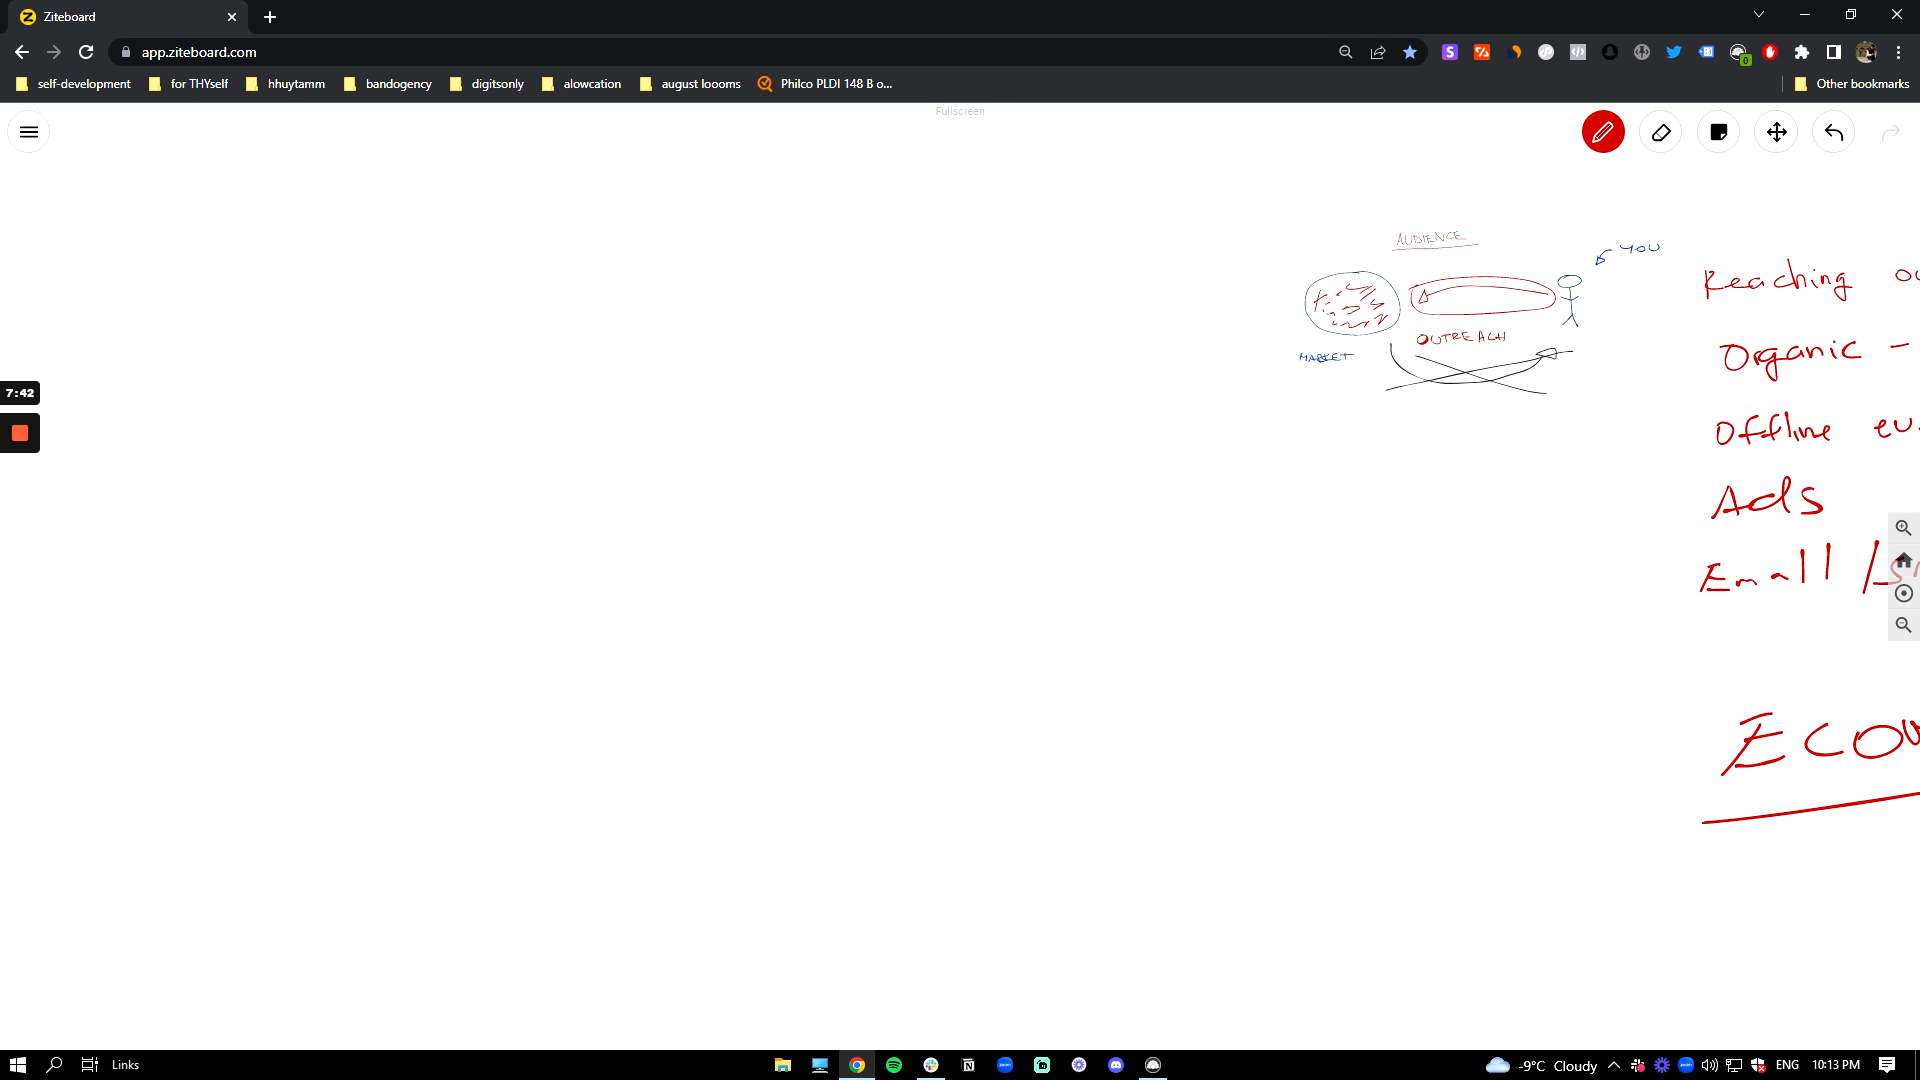 Ziteboard
app.ziteboard.com
0
self-development
for THYself
hhuytamm
bandogency
digitsonly
alowcation
august loooms
Philco PLDI 148 B o...
Other bookmarks
Fullscreen
AUDIENCE
YOU
MARKET
OUTREACH
Reaching
Organic -
Offline
Ads
Email /
7:42
Links
-9°C Cloudy
ENG
10:13 PM